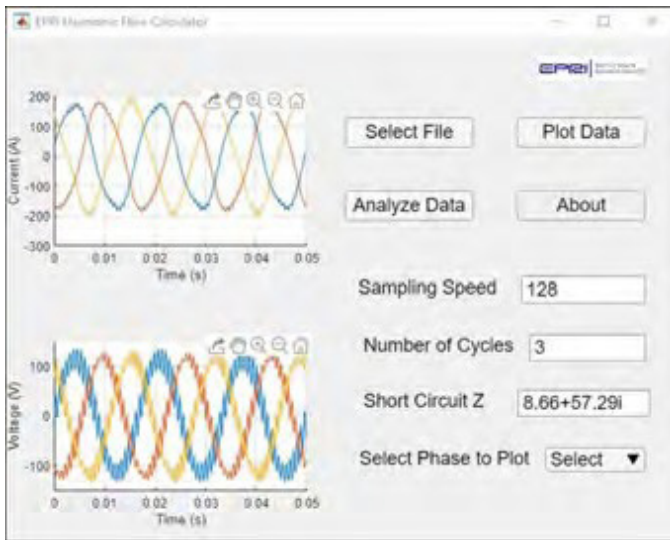 EPRI Harmonic Flow Calculator
EPRI
200
100
0
-100
-200
-300
Current (A)
0 0.01 0.02 0.03 0.04 0.05
Time (s)
100
0
-100
Voltage (V)
0 0.01 0.02 0.03 0.04 0.05
Time (s)
Select File
Plot Data
Analyze Data
About
Sampling Speed 128
Number of Cycles 3
Short Circuit Z 8.66+57.29i
Select Phase to Plot Select